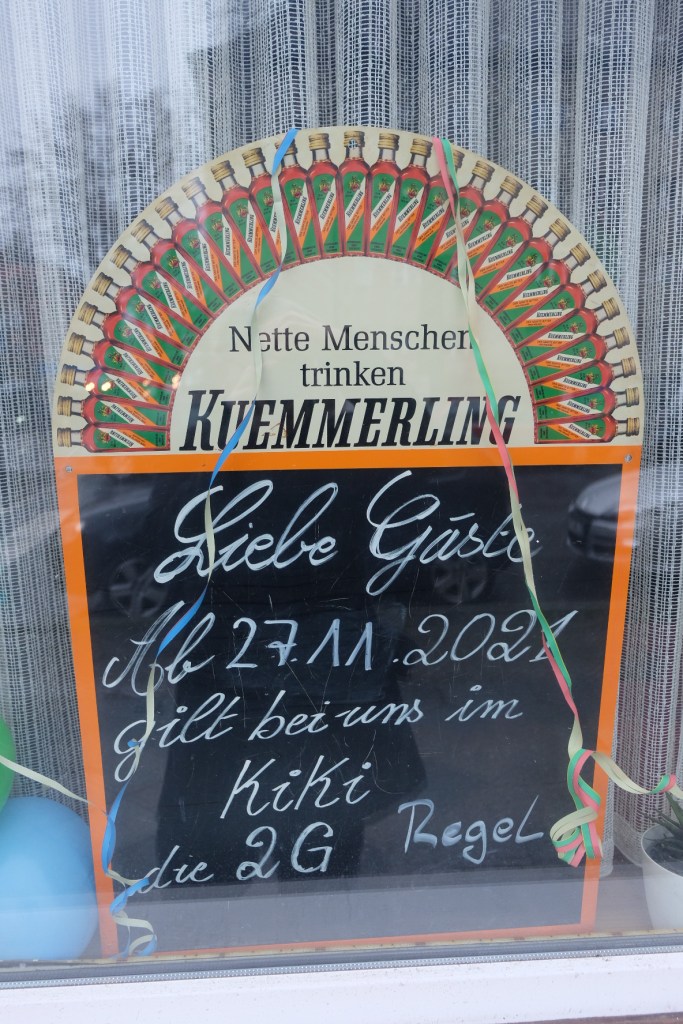 Nette Menschen
trinken
KUEMMERLING
Liebe Gäste
Ab 27.11.2021
gilt bei uns im
KiKi
die 2G Regel